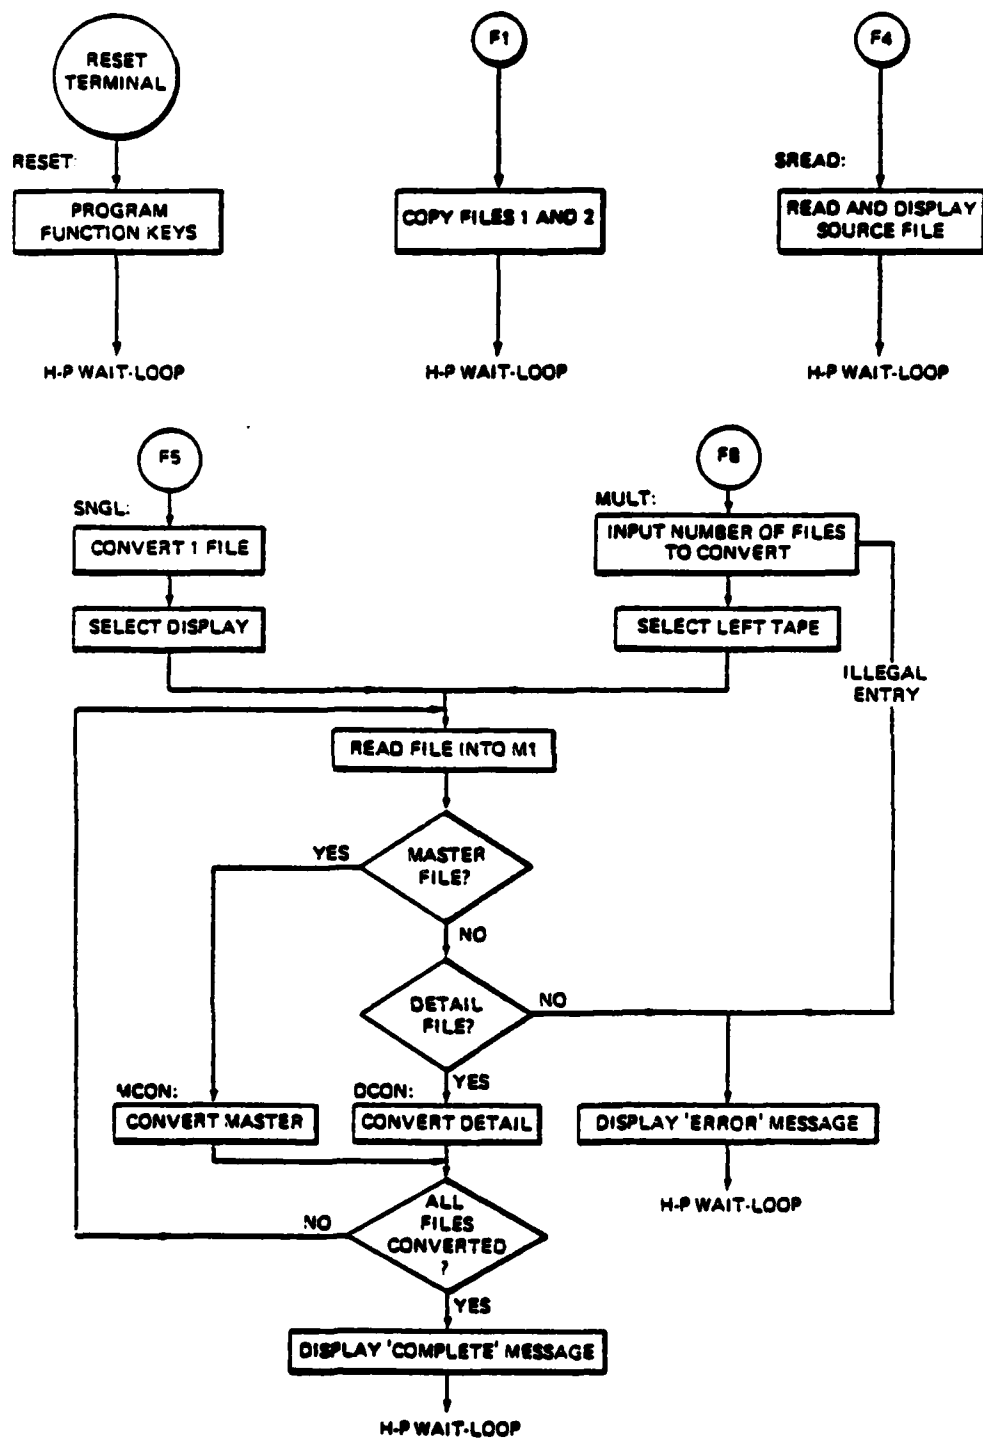 RESET
TERMINAL
F1
F4
RESET:
SREAD:
PROGRAM
FUNCTION KEYS
COPY FILES 1 AND 2
READ AND DISPLAY
SOURCE FILE
H-P WAIT-LOOP
H-P WAIT-LOOP
H-P WAIT-LOOP
F5
SNGL:
CONVERT 1 FILE
SELECT DISPLAY
MULT:
INPUT NUMBER OF FILES
TO CONVERT
SELECT LEFT TAPE
ILLEGAL
ENTRY
READ FILE INTO M1
YES
MASTER
FILE?
NO
DETAIL
FILE?
NO
YES
MCON:
DCON:
CONVERT MASTER
CONVERT DETAIL
DISPLAY 'ERROR' MESSAGE
H-P WAIT-LOOP
NO
ALL
FILES
CONVERTED
?
YES
DISPLAY 'COMPLETE' MESSAGE
H-P WAIT-LOOP